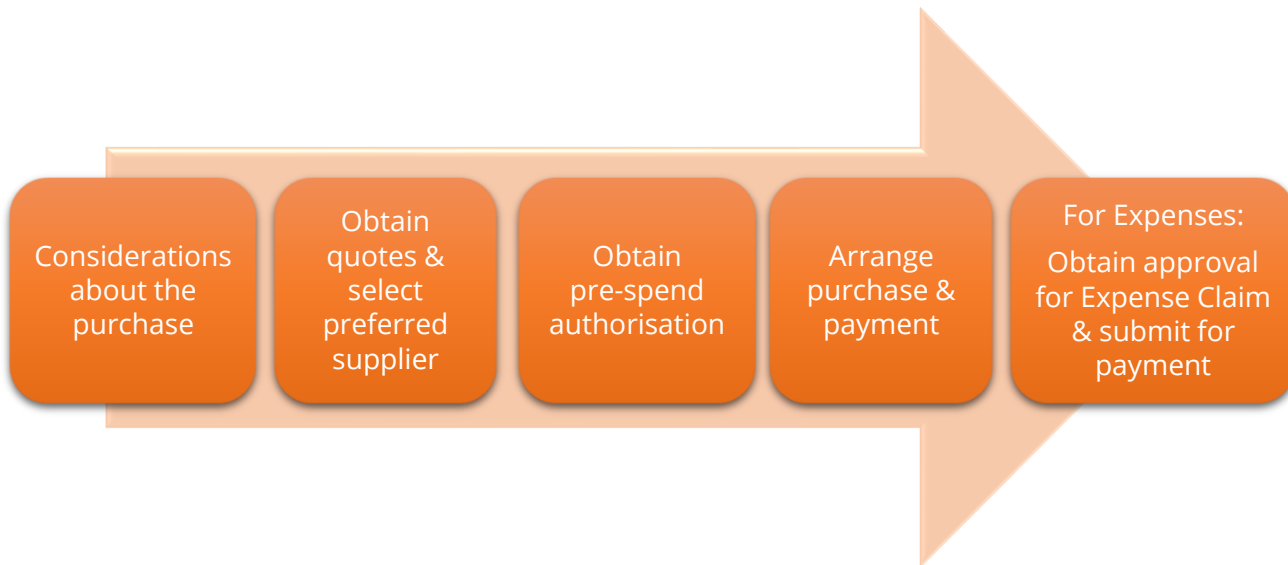 Considerations
about the
purchase
Obtain
quotes &
select
preferred
supplier
Obtain
pre-spend
authorisation
Arrange
purchase &
payment
For Expenses:
Obtain approval
for Expense Claim
& submit for
payment